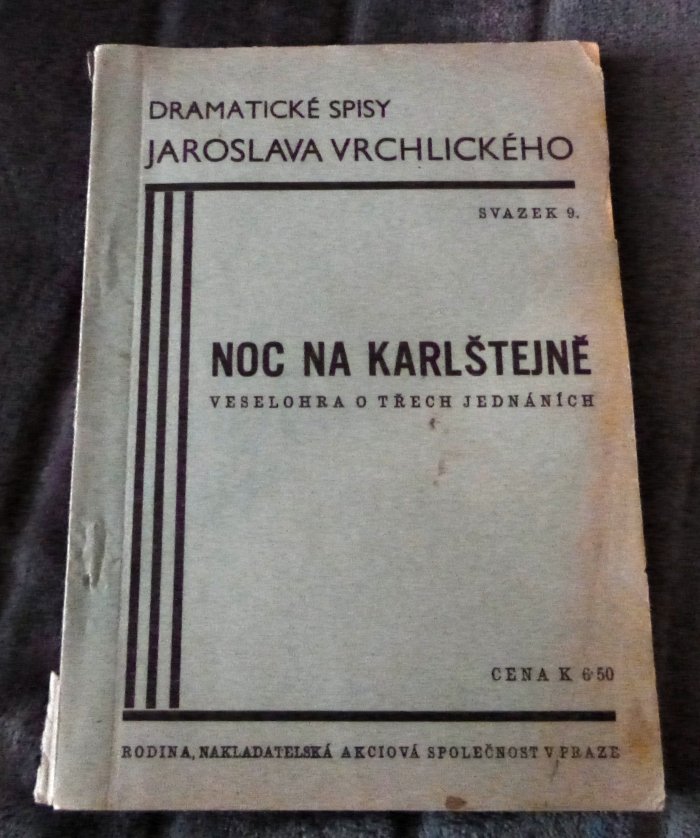 DRAMATICKÉ SPISY
JAROSLAVA VRCHLICKÉHO
SVAZEK 9.
NOC NA KARLŠTEJNĚ
VESELOHRA O TŘECH JEDNÁNÍCH
CENA K 6·50
RODINA, NAKLADATELSKÁ AKCIOVÁ SPOLEČNOST V PRAZE